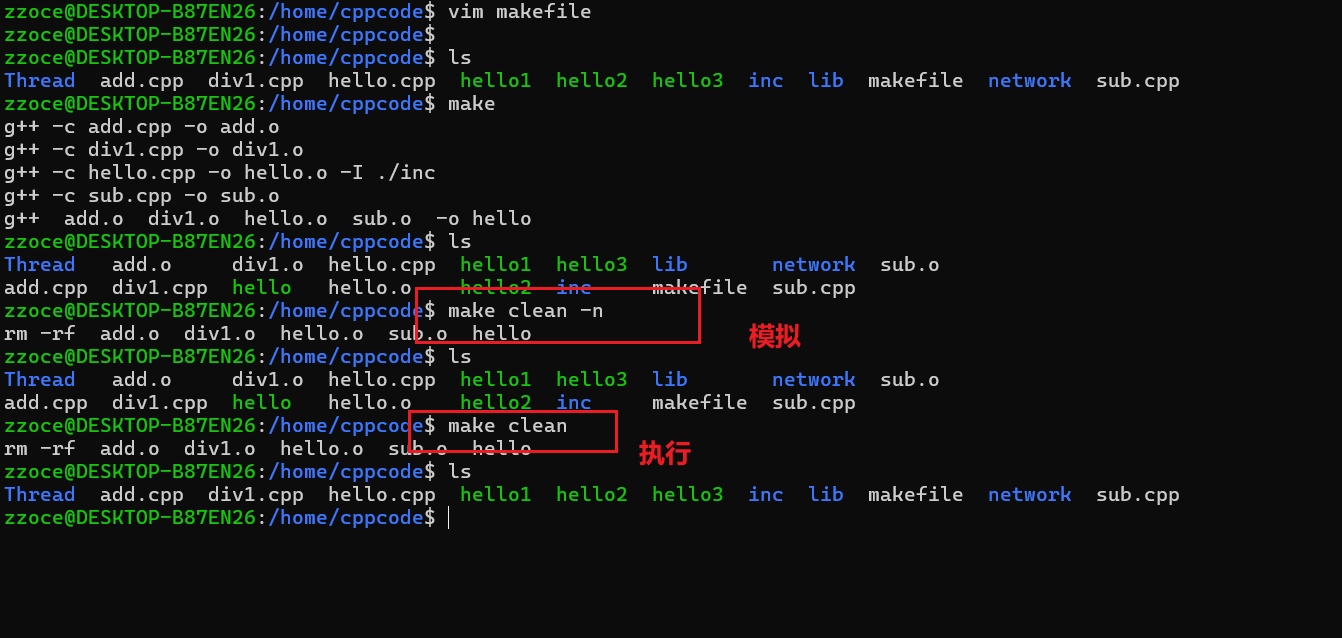 zzoce@DESKTOP-B87EN26:/home/cppcode$ vim makefile
zzoce@DESKTOP-B87EN26:/home/cppcode$
zzoce@DESKTOP-B87EN26:/home/cppcode$ ls
Thread  add.cpp  div1.cpp  hello.cpp  hello1  hello2  hello3  inc  lib  makefile  network  sub.cpp
zzoce@DESKTOP-B87EN26:/home/cppcode$ make
g++ -c add.cpp -o add.o
g++ -c div1.cpp -o div1.o
g++ -c hello.cpp -o hello.o -I ./inc
g++ -c sub.cpp -o sub.o
g++  add.o  div1.o  hello.o  sub.o  -o hello
zzoce@DESKTOP-B87EN26:/home/cppcode$ ls
Thread   add.o     div1.o  hello.cpp  hello1  hello3  lib       network  sub.o
add.cpp  div1.cpp  hello   hello.o    hello2  inc     makefile  sub.cpp
zzoce@DESKTOP-B87EN26:/home/cppcode$ make clean -n
rm -rf  add.o  div1.o  hello.o  sub.o  hello
模拟
zzoce@DESKTOP-B87EN26:/home/cppcode$ ls
Thread   add.o     div1.o  hello.cpp  hello1  hello3  lib       network  sub.o
add.cpp  div1.cpp  hello   hello.o    hello2  inc     makefile  sub.cpp
zzoce@DESKTOP-B87EN26:/home/cppcode$ make clean
rm -rf  add.o  div1.o  hello.o  sub.o  hello
执行
zzoce@DESKTOP-B87EN26:/home/cppcode$ ls
Thread  add.cpp  div1.cpp  hello.cpp  hello1  hello2  hello3  inc  lib  makefile  network  sub.cpp
zzoce@DESKTOP-B87EN26:/home/cppcode$